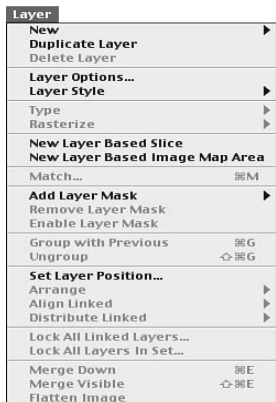 Layer
New
Duplicate Layer
Delete Layer
Layer Options...
Layer Style
Type
Rasterize
New Layer Based Slice
New Layer Based Image Map Area
Match... ⌘M
Add Layer Mask
Remove Layer Mask
Enable Layer Mask
Group with Previous ⌘G
Ungroup ⇧⌘G
Set Layer Position...
Arrange
Align Linked
Distribute Linked
Lock All Linked Layers...
Lock All Layers In Set...
Merge Down ⌘E
Merge Visible ⇧⌘E
Flatten Image